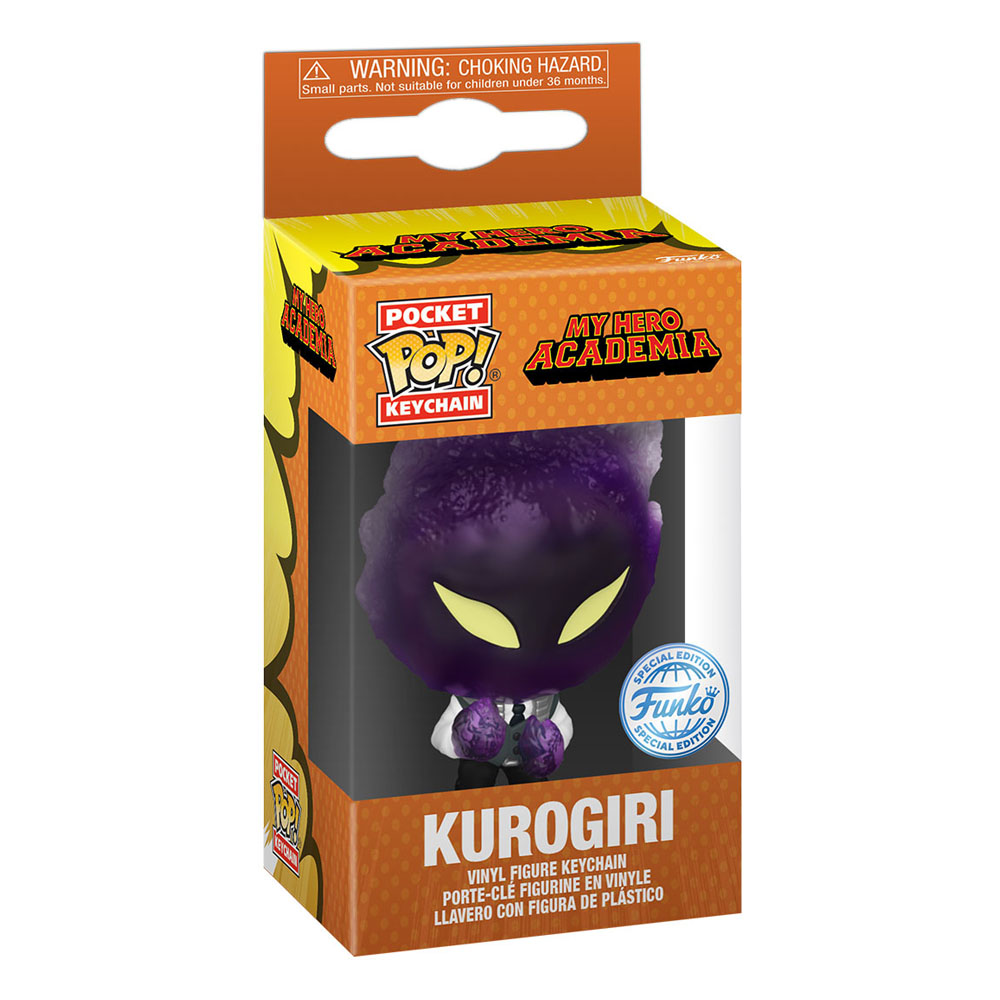 WARNING: CHOKING HAZARD.
Small parts. Not suitable for children under 36 months.
MY HERO
ACADEMIA
Funko
MY HERO
ACADEMIA
POCKET
POP!®
KEYCHAIN
MY HERO
ACADEMIA
SPECIAL EDITION
Funko
SPECIAL EDITION
POCKET
POP!
KEYCHAIN
KUROGIRI
VINYL FIGURE KEYCHAIN
PORTE-CLÉ FIGURINE EN VINYLE
LLAVERO CON FIGURA DE PLÁSTICO